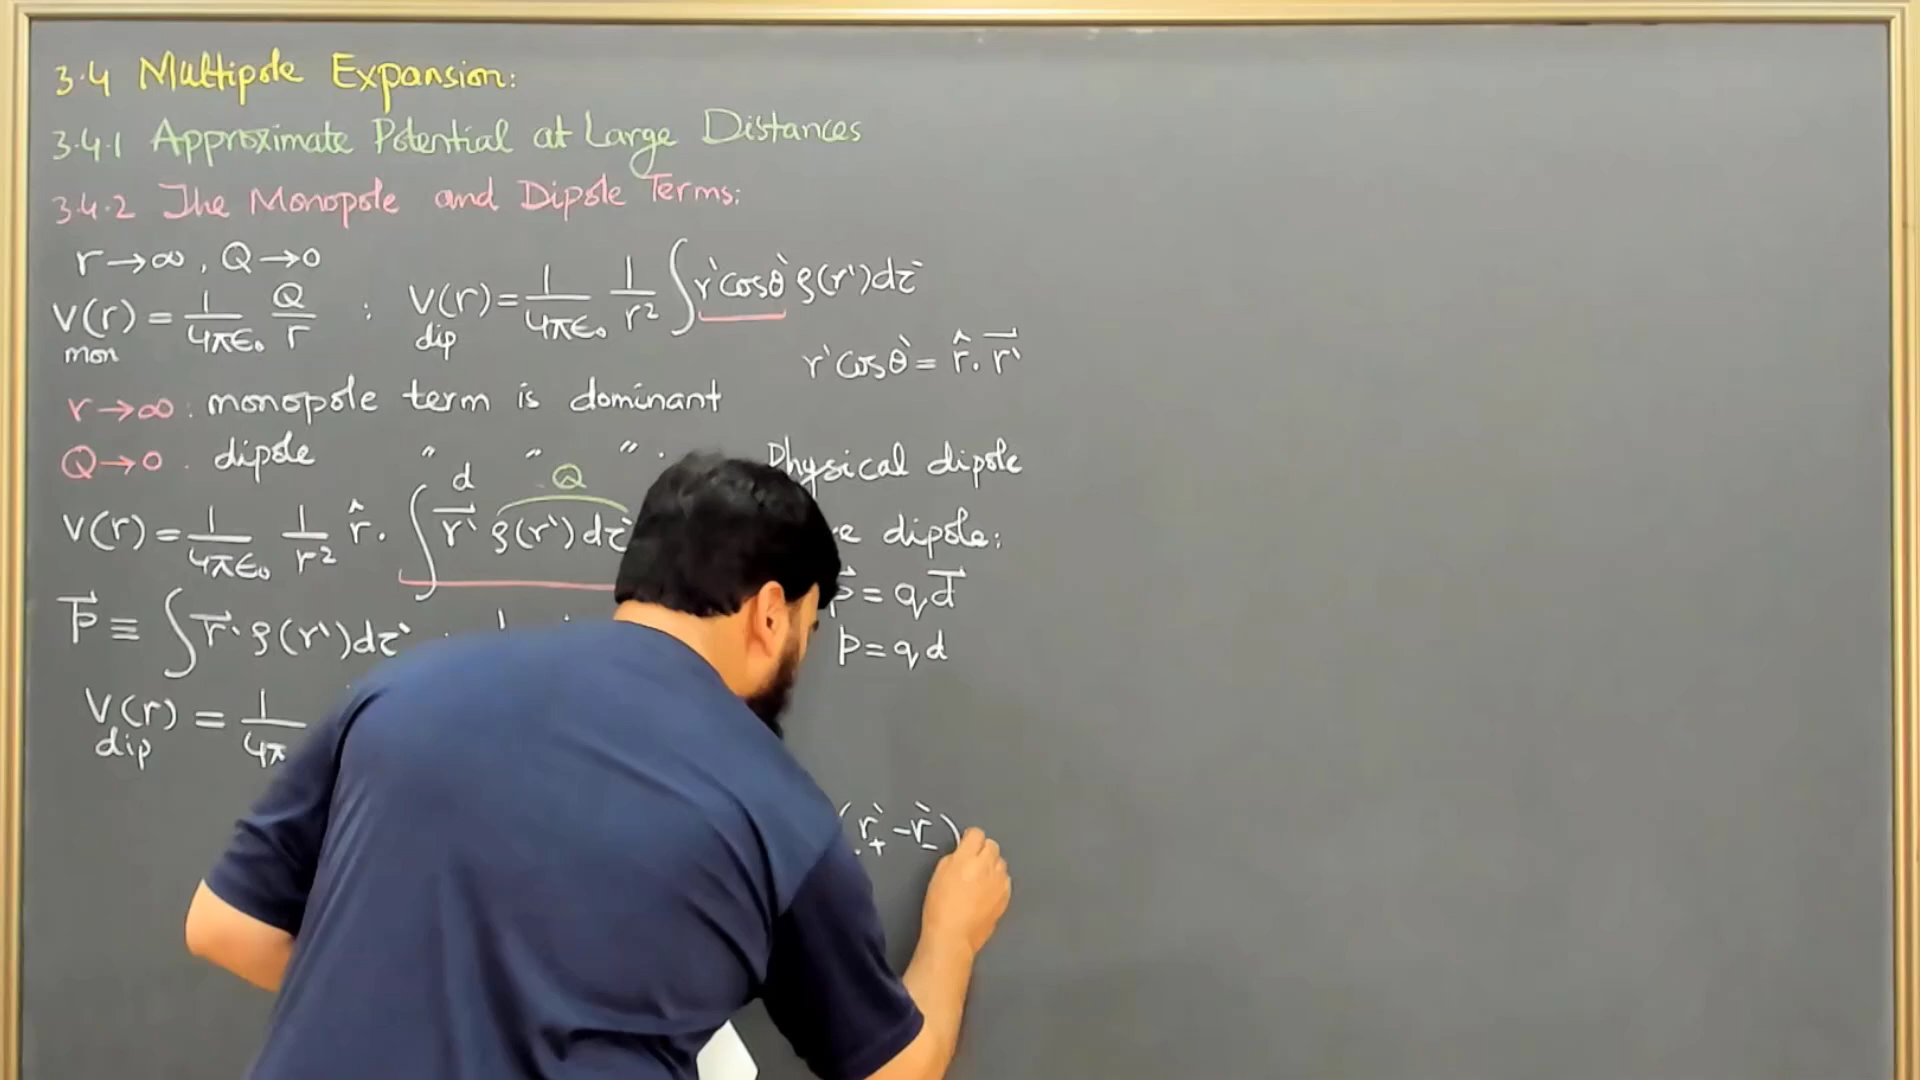 3.4 Multipole Expansion:
3.4.1 Approximate Potential at Large Distances
3.4.2 The Monopole and Dipole Terms:
r→∞, Q→0
V(r) = 1/4πϵ₀ Q/r ; V(r) = 1/4πϵ₀ 1/r² ∫r`cosθ` ρ(r`)dτ`
mon dip
r`cosθ` = r̂. r⃗`
r→∞ : monopole term is dominant
Q→0 . dipole " " " .
Physical dipole
d Q
V(r) = 1/4πϵ₀ 1/r² r̂. ∫ r⃗` ρ(r`)dτ`
dipole:
p⃗ = qd⃗
p⃗ ≡ ∫r⃗` ρ(r`)dτ`
p = qd
V(r) = 1/4π
dip
(r`₊ - r`₋)